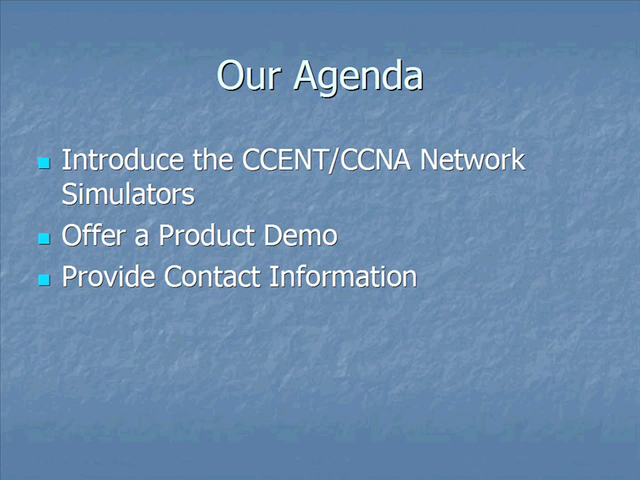 Our Agenda
Introduce the CCENT/CCNA Network
Simulators
Offer a Product Demo
Provide Contact Information